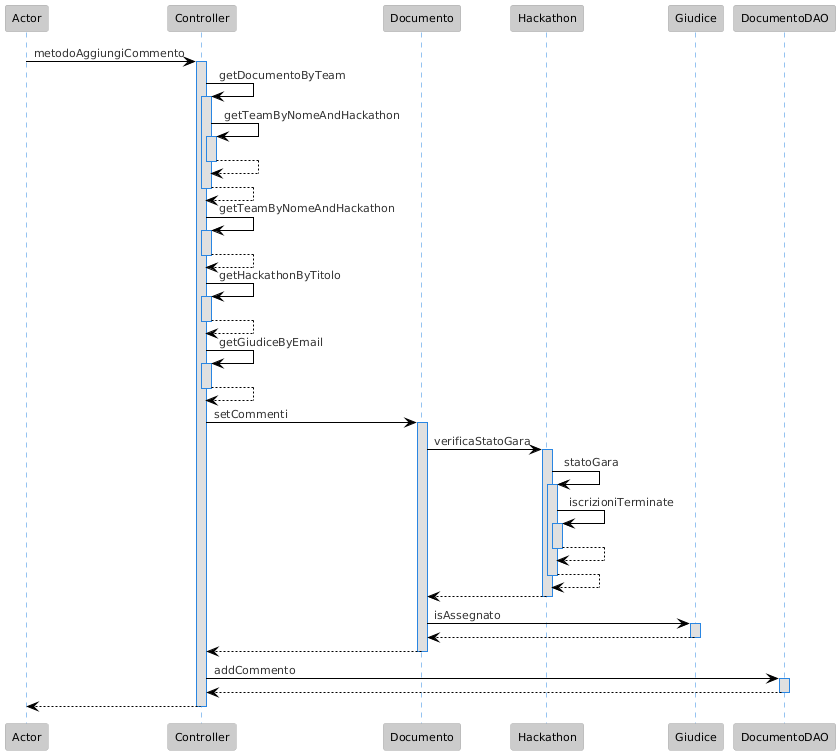 Actor Controller Documento Hackathon Giudice DocumentoDAO
metodoAggiungiCommento
getDocumentoByTeam
getTeamByNomeAndHackathon
getTeamByNomeAndHackathon
getHackathonByTitolo
getGiudiceByEmail
setCommenti
verificaStatoGara
statoGara
iscrizioniTerminate
isAssegnato
addCommento
Actor Controller Documento Hackathon Giudice DocumentoDAO